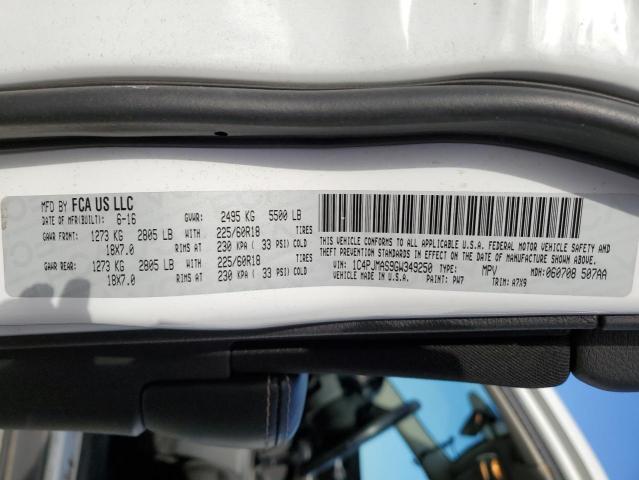 MFD BY FCA US LLC
DATE OF MFR(BUILT): 6-16 GVWR: 2495 KG 5500 LB
GAWR FRONT: 1273 KG 2805 LB WITH 225/60R18 TIRES
18X7.0 RIMS AT 230 KPA ( 33 PSI) COLD
GAWR REAR: 1273 KG 2805 LB WITH 225/60R18 TIRES
18X7.0 RIMS AT 230 KPA ( 33 PSI) COLD
THIS VEHICLE CONFORMS TO ALL APPLICABLE U.S.A. FEDERAL MOTOR VEHICLE SAFETY AND
THEFT PREVENTION STANDARDS IN EFFECT ON THE DATE OF MANUFACTURE SHOWN ABOVE.
VIN: 1C4PJMAS9GW349250 TYPE: MPV MDH: 060708 507AA
VEHICLE MADE IN U.S.A. PAINT: PW7 TRIM: A7X9